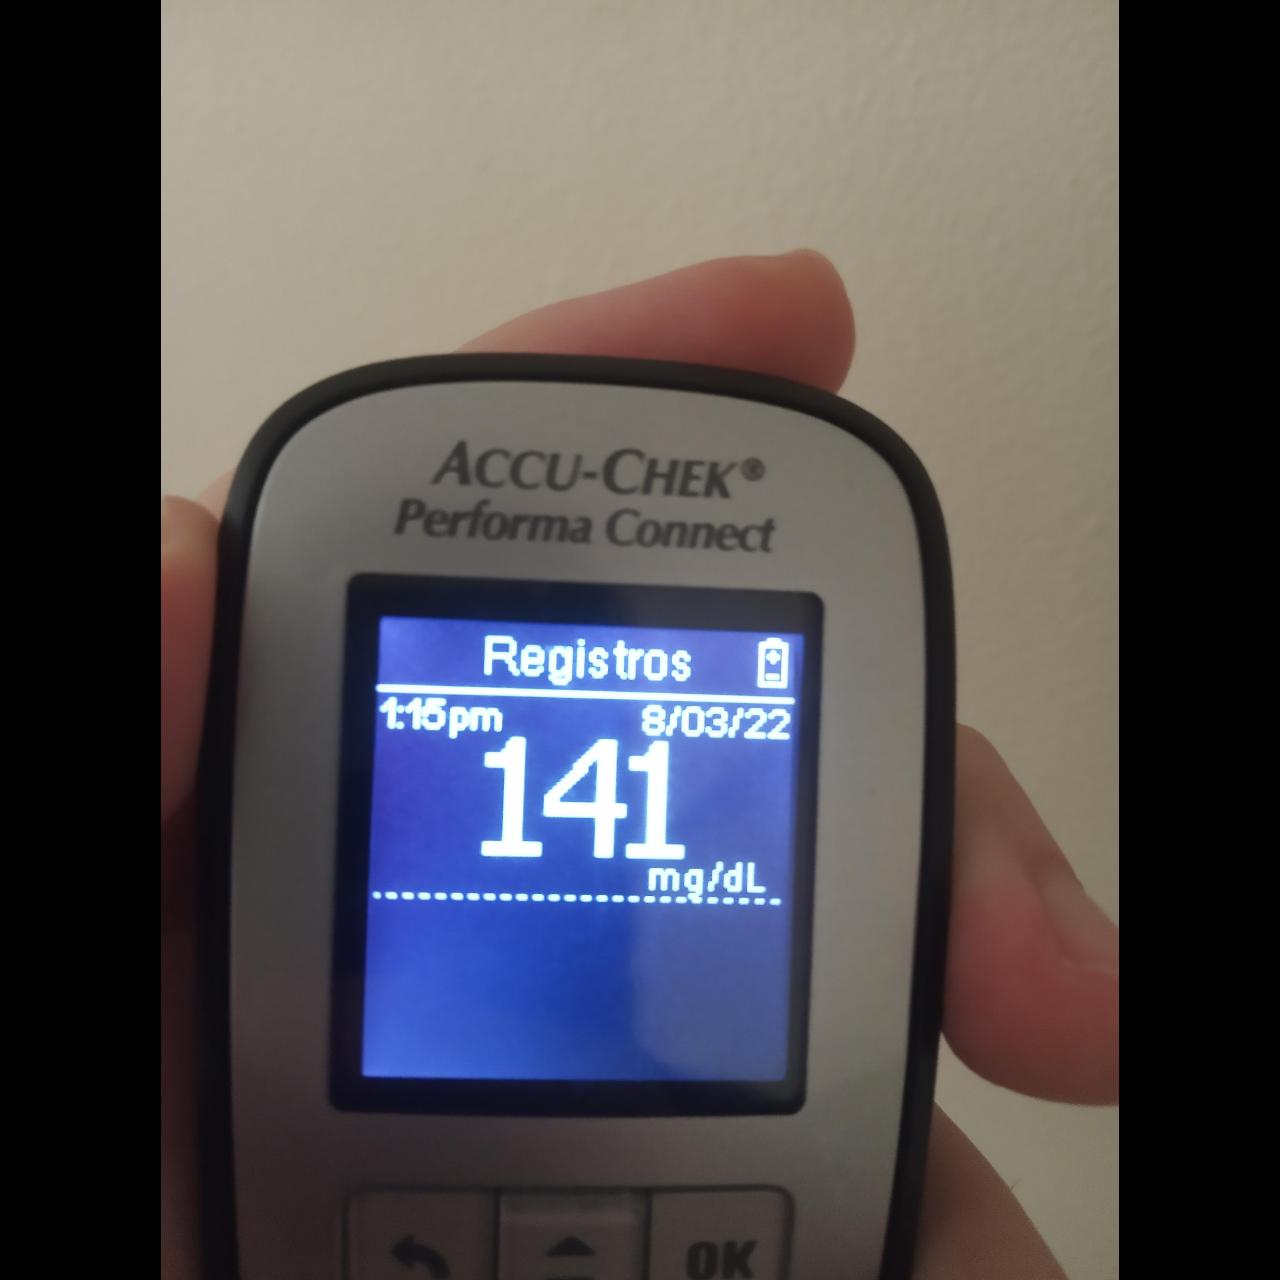 ACCU-CHEK®
Performa Connect
Registros
1:15pm 8/03/22
141
mg/dL
OK